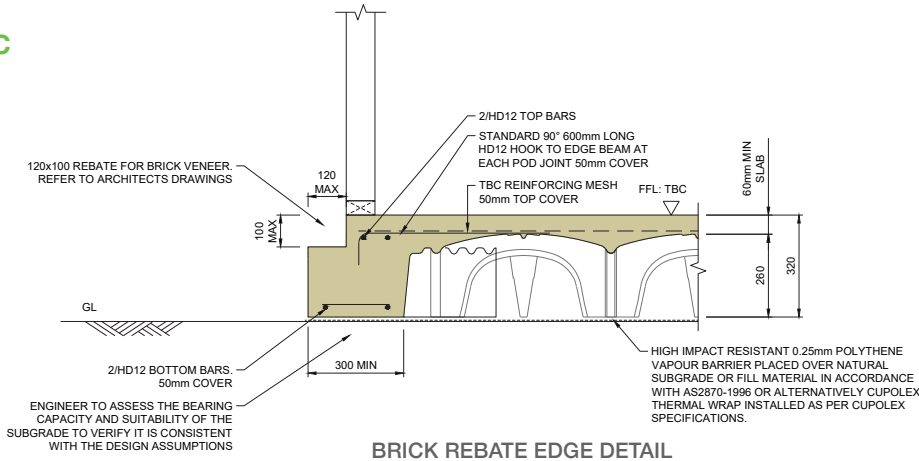 C
2/HD12 TOP BARS
STANDARD 90° 600mm LONG
HD12 HOOK TO EDGE BEAM AT
EACH POD JOINT 50mm COVER
120x100 REBATE FOR BRICK VENEER.
REFER TO ARCHITECTS DRAWINGS
120
MAX
TBC REINFORCING MESH
50mm TOP COVER
FFL: TBC
60mm MIN
SLAB
100
MAX
260
320
GL
2/HD12 BOTTOM BARS.
50mm COVER
300 MIN
HIGH IMPACT RESISTANT 0.25mm POLYTHENE
VAPOUR BARRIER PLACED OVER NATURAL
SUBGRADE OR FILL MATERIAL IN ACCORDANCE
WITH AS2870-1996 OR ALTERNATIVELY CUPOLEX
THERMAL WRAP INSTALLED AS PER CUPOLEX
SPECIFICATIONS.
ENGINEER TO ASSESS THE BEARING
CAPACITY AND SUITABILITY OF THE
SUBGRADE TO VERIFY IT IS CONSISTENT
WITH THE DESIGN ASSUMPTIONS
BRICK REBATE EDGE DETAIL